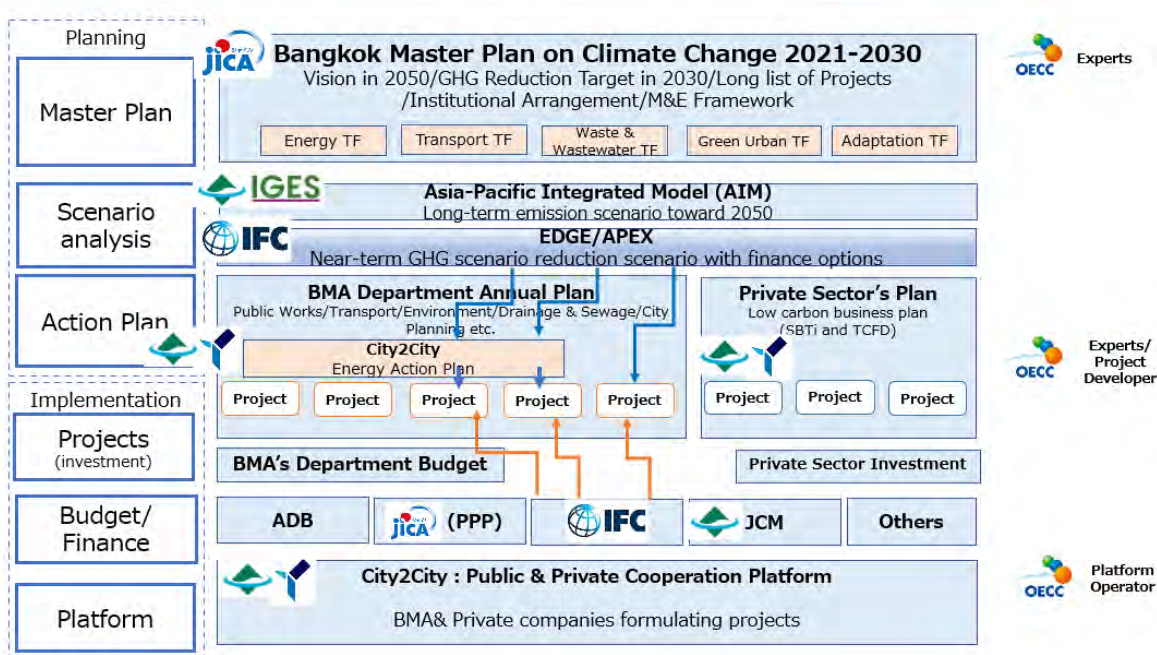 Planning
Master Plan
Scenario
analysis
Action Plan
Implementation
Projects
(investment)
Budget/
Finance
Platform
JICA
Bangkok Master Plan on Climate Change 2021-2030
Vision in 2050/GHG Reduction Target in 2030/Long list of Projects
/Institutional Arrangement/M&E Framework
Energy TF
Transport TF
Waste &
Wastewater TF
Green Urban TF
Adaptation TF
IGES
Asia-Pacific Integrated Model (AIM)
Long-term emission scenario toward 2050
IFC
EDGE/APEX
Near-term GHG scenario reduction scenario with finance options
BMA Department Annual Plan
Public Works/Transport/Environment/Drainage & Sewage/City
Planning etc.
City2City
Energy Action Plan
Project
Project
Project
Project
Project
Private Sector's Plan
Low carbon business plan
(SBTi and TCFD)
Project
Project
Project
BMA's Department Budget
Private Sector Investment
ADB
JICA (PPP)
IFC
JCM
Others
City2City : Public & Private Cooperation Platform
BMA& Private companies formulating projects
OECC
Experts
OECC
Experts/
Project
Developer
OECC
Platform
Operator